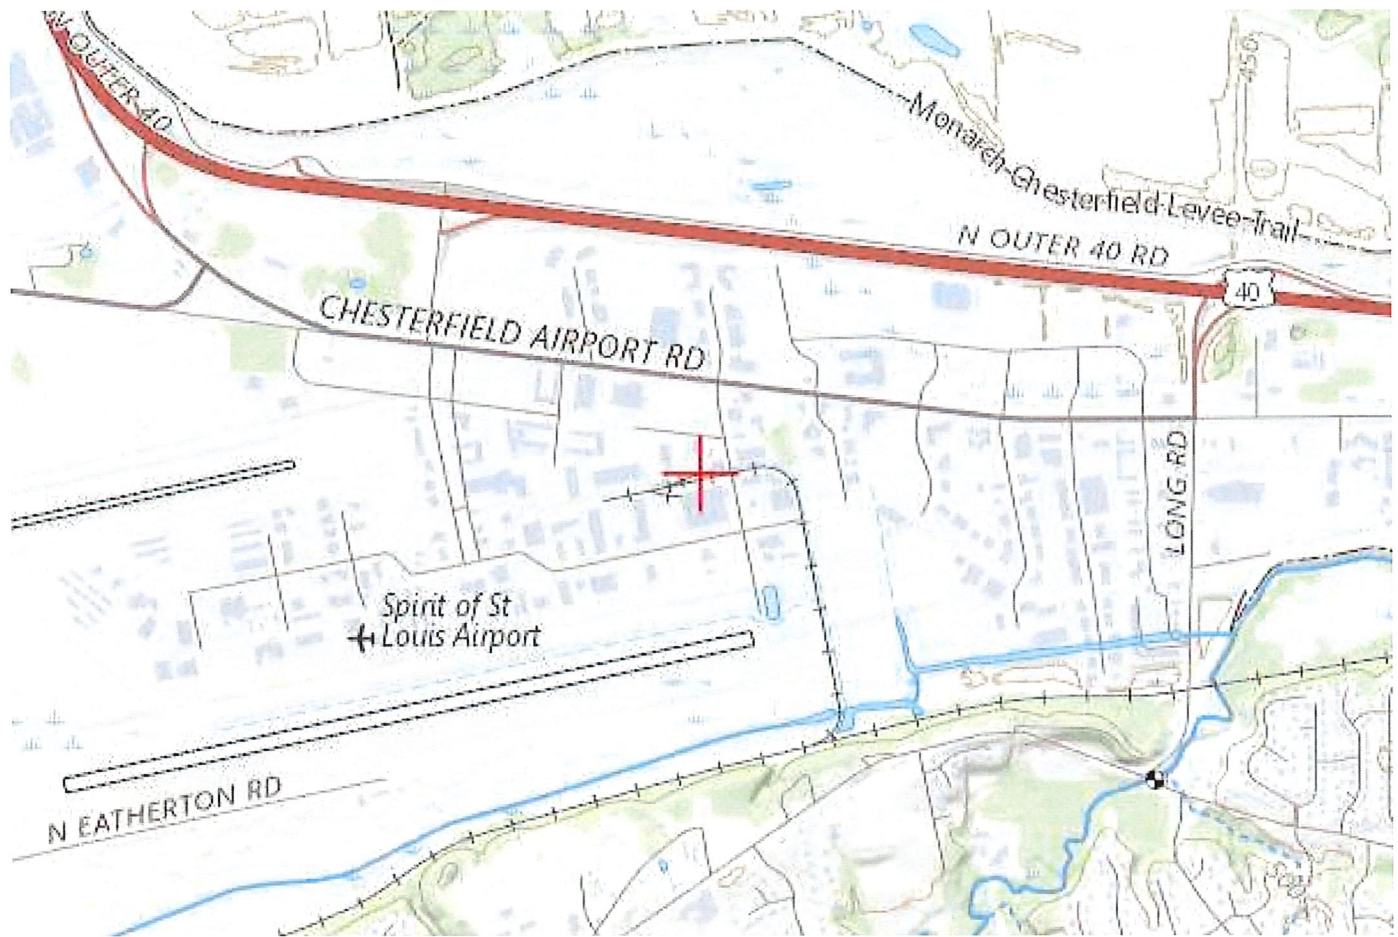 N OUTER 40
Monarch-Chesterfield Levee-Trail
450
N OUTER 40 RD
40
CHESTERFIELD AIRPORT RD
LONG RD
Spirit of St
Louis Airport
N EATHERTON RD